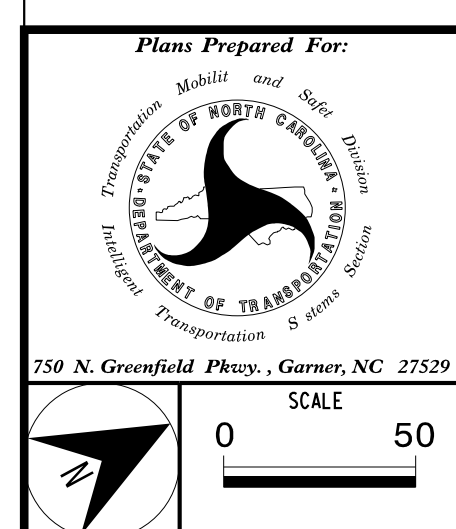 Plans Prepared For:
Transportation Mobilit and Safet Division
STATE OF NORTH CAROLINA
DEPARTMENT OF TRANSPORTATION
Intelligent Transportation S stems Section
750 N. Greenfield Pkwy. , Garner, NC 27529
N
SCALE
0 50